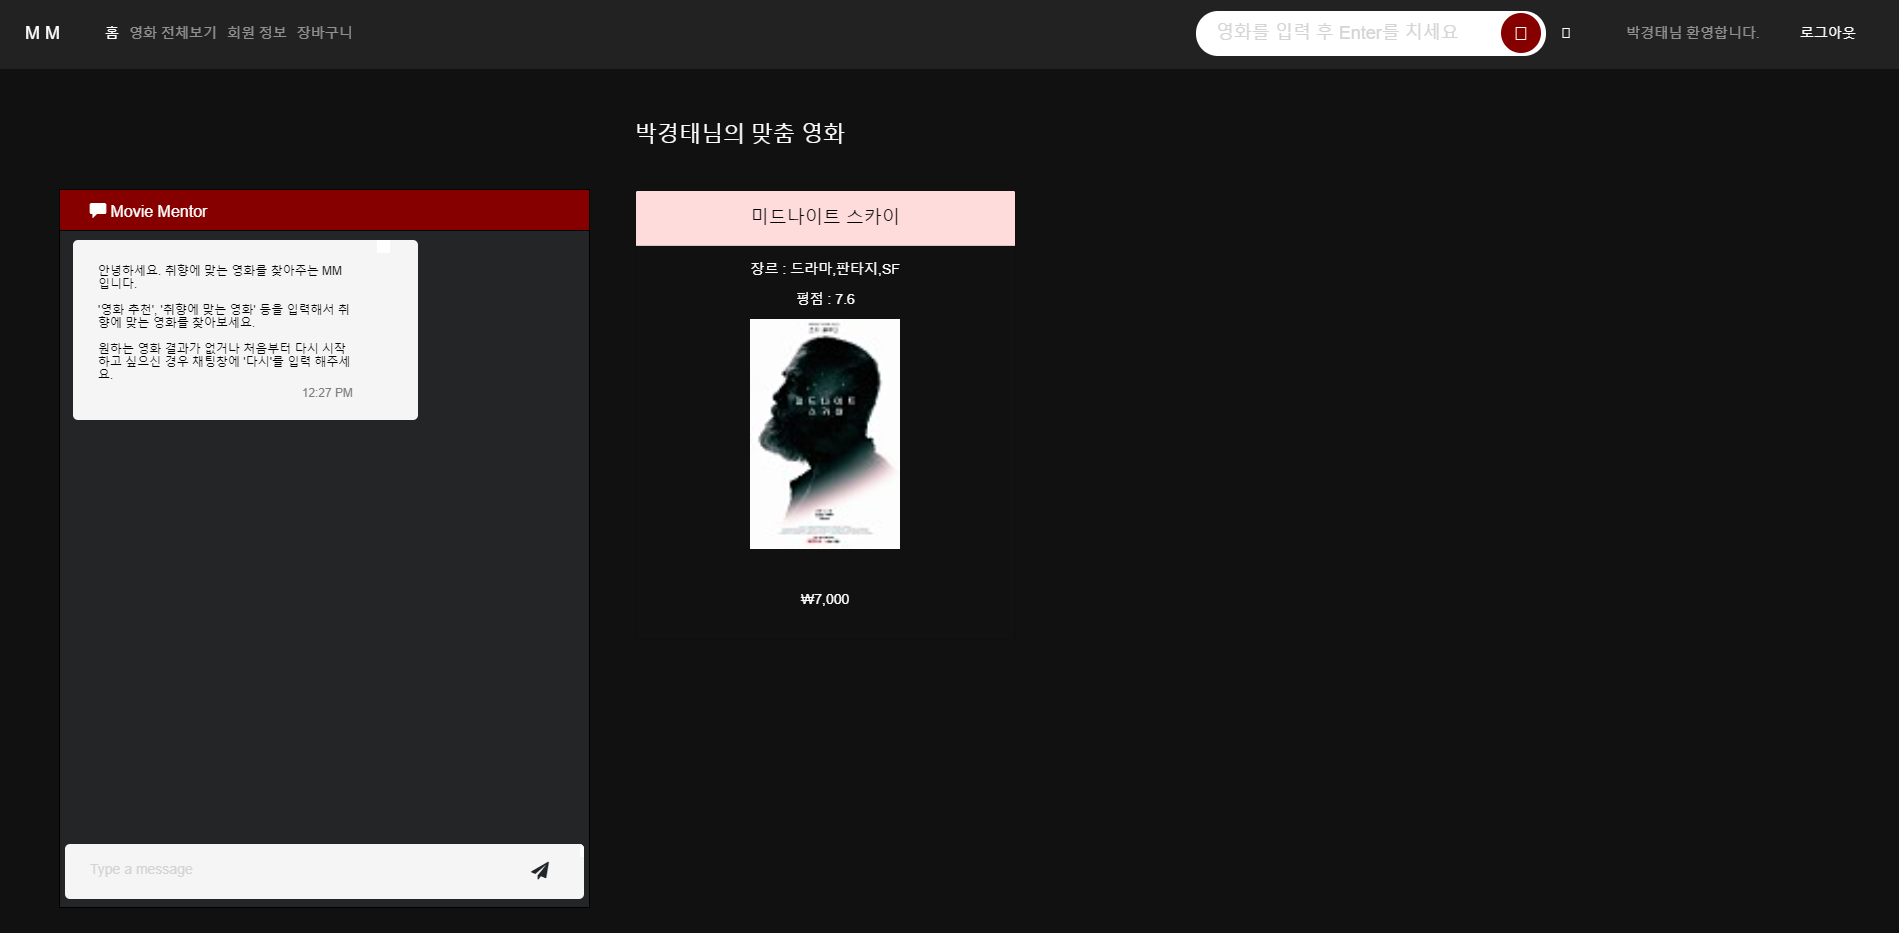 M M 홈 영화 전체보기 회원 정보 장바구니 영화를 입력 후 Enter를 치세요 박경태님 환영합니다. 로그아웃
박경태님의 맞춤 영화
Movie Mentor
안녕하세요. 취향에 맞는 영화를 찾아주는 MM
입니다.
'영화 추천', '취향에 맞는 영화' 등을 입력해서 취
향에 맞는 영화를 찾아보세요.
원하는 영화 결과가 없거나 처음부터 다시 시작
하고 싶으신 경우 채팅창에 '다시'를 입력 해주세
요.
12:27 PM
Type a message
미드나이트 스카이
장르 : 드라마,판타지,SF
평점 : 7.6
미드나이트
스카이
₩7,000